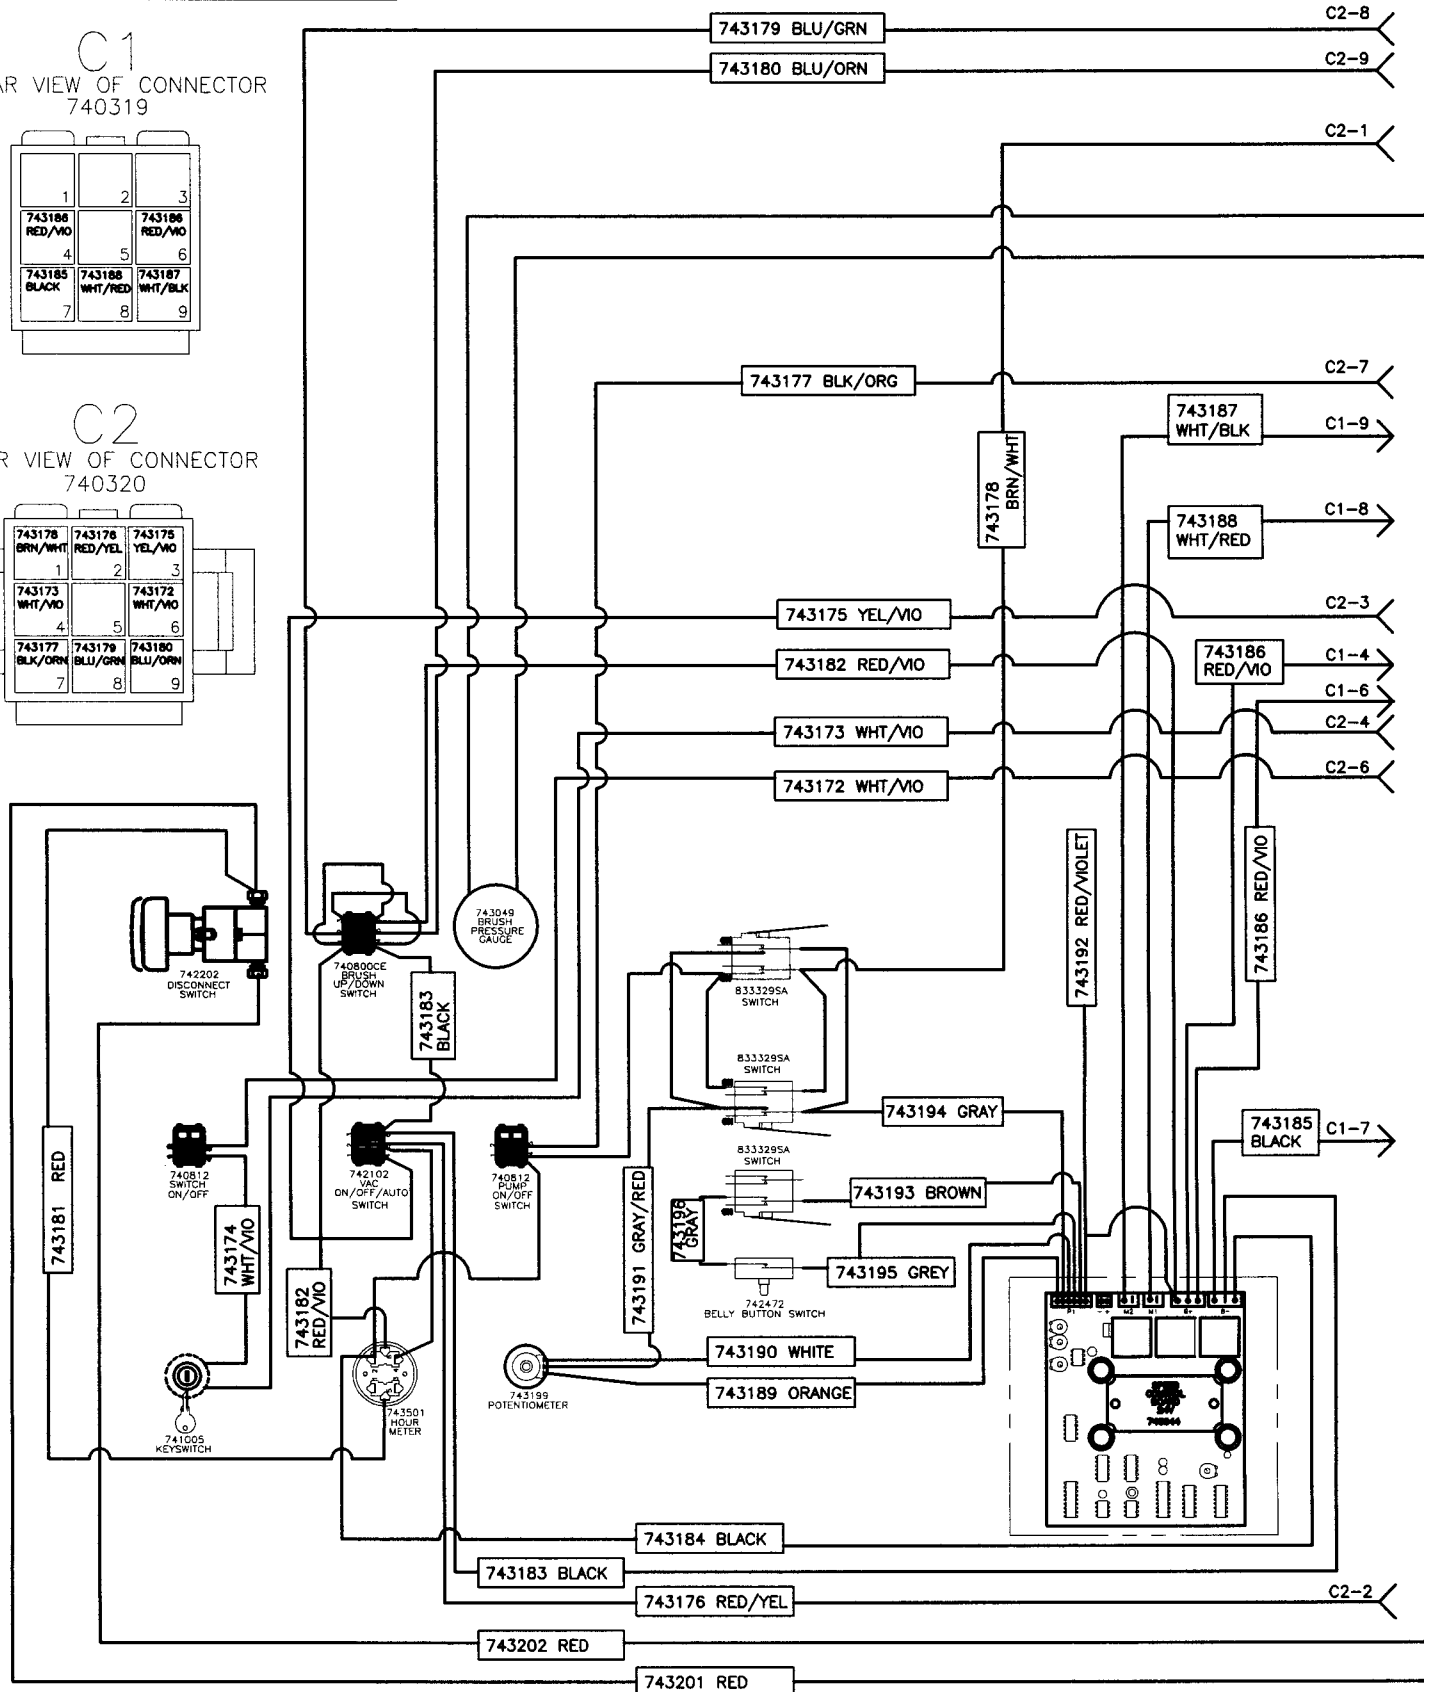 C1
AR VIEW OF CONNECTOR
740319
1
2
3
743186
RED/VIO
4
5
743186
RED/VIO
6
743185
BLACK
7
743188
WHT/RED
8
743187
WHT/BLK
9
C2
R VIEW OF CONNECTOR
740320
743178
BRN/WHT
1
743176
RED/YEL
2
743175
YEL/VIO
3
743173
WHT/VIO
4
5
743172
WHT/VIO
6
743177
BLK/ORN
7
743179
BLU/GRN
8
743180
BLU/ORN
9
743179 BLU/GRN
C2-8
743180 BLU/ORN
C2-9
C2-1
743177 BLK/ORG
C2-7
743187
WHT/BLK
C1-9
743178
BRN/WHT
743188
WHT/RED
C1-8
743175 YEL/VIO
C2-3
743182 RED/VIO
743186
RED/VIO
C1-4
C1-6
743173 WHT/VIO
C2-4
743172 WHT/VIO
C2-6
743192 RED/VIOLET
743186 RED/VIO
742202
DISCONNECT
SWITCH
740800CE
BRUSH
UP/DOWN
SWITCH
743049
BRUSH
PRESSURE
GAUGE
743183
BLACK
833329SA
SWITCH
833329SA
SWITCH
743194 GRAY
743185
BLACK
C1-7
833329SA
SWITCH
743181 RED
740812
SWITCH
ON/OFF
742102
VAC
ON/OFF/AUTO
SWITCH
740812
PUMP
ON/OFF
SWITCH
743193 BROWN
743174
WHT/VIO
743182
RED/VIO
743191 GRAY/RED
743196
GRAY
743195 GREY
742472
BELLY BUTTON SWITCH
P1
- +
M2
M1
B+
B-
743190 WHITE
743189 ORANGE
743199
POTENTIOMETER
741005
KEYSWITCH
743501
HOUR
METER
SPEED
CONTROL
BOARD
743184 BLACK
743183 BLACK
743176 RED/YEL
C2-2
743202 RED
743201 RED